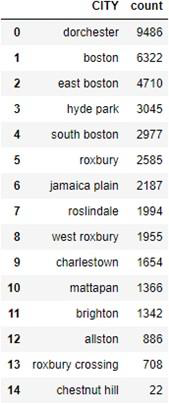 CITY count
0 dorchester 9486
1 boston 6322
2 east boston 4710
3 hyde park 3045
4 south boston 2977
5 roxbury 2585
6 jamaica plain 2187
7 roslindale 1994
8 west roxbury 1955
9 charlestown 1654
10 mattapan 1366
11 brighton 1342
12 allston 886
13 roxbury crossing 708
14 chestnut hill 22